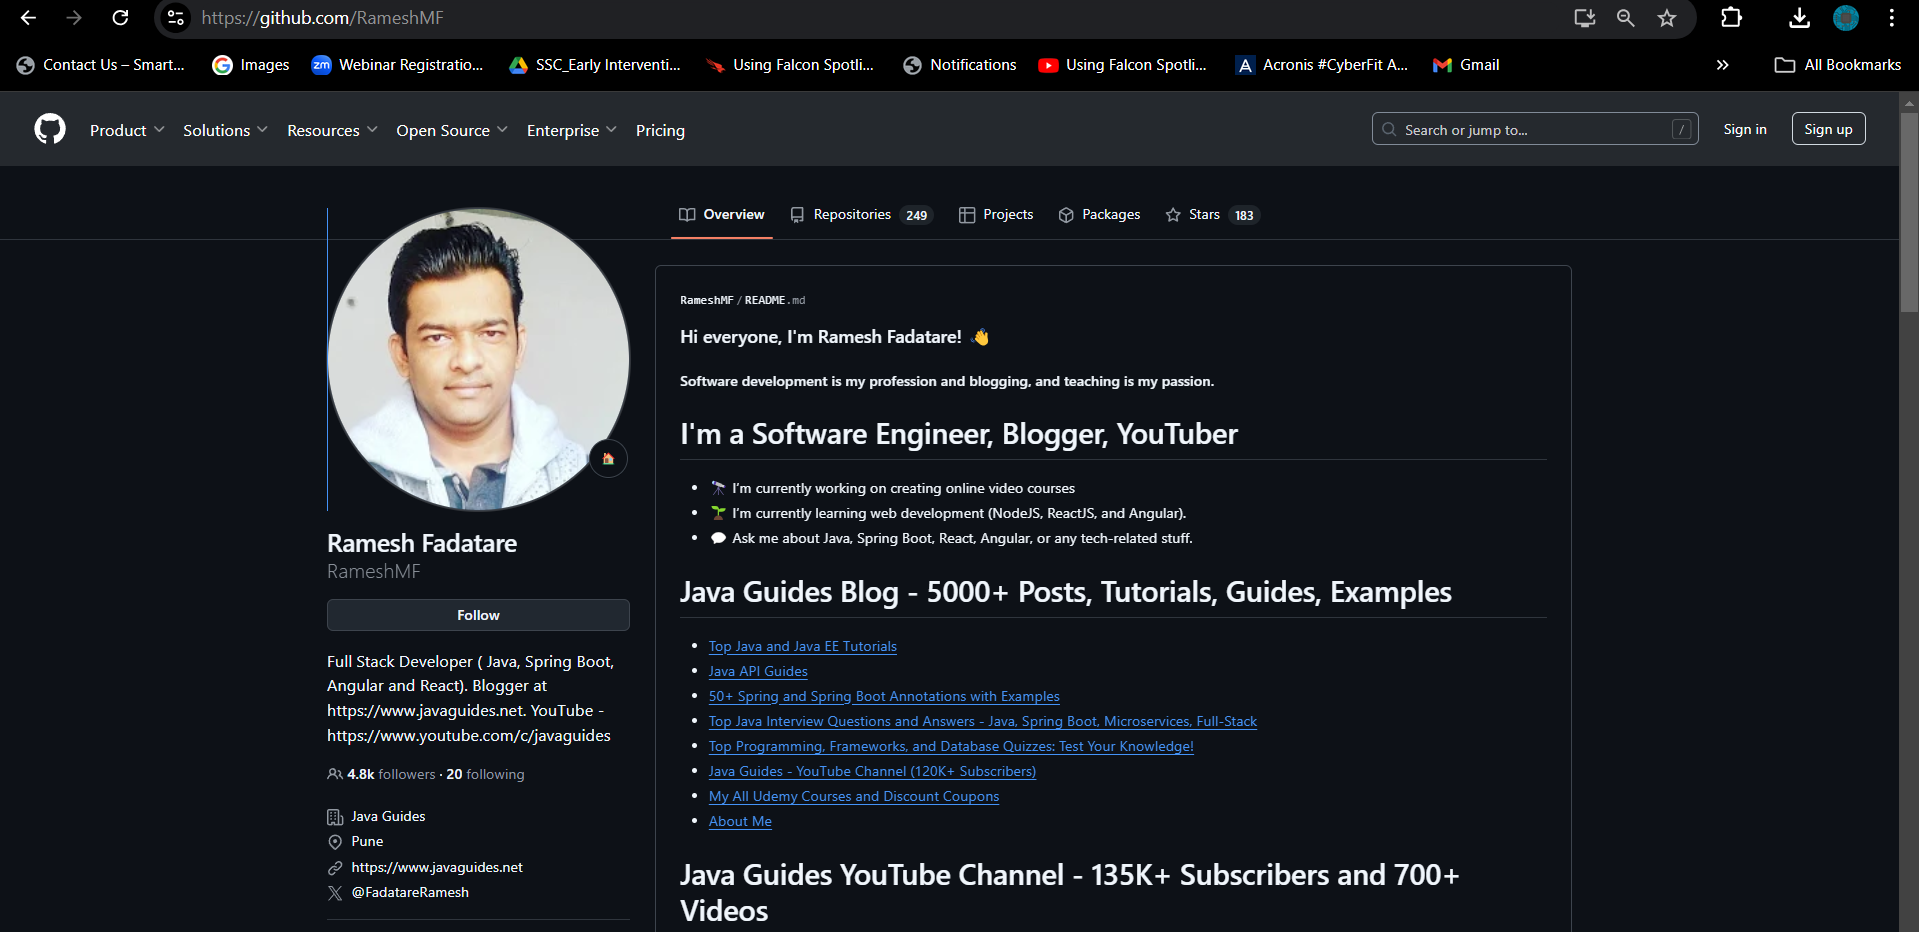 https://github.com/RameshMF
Contact Us – Smart...
Images
zm
Webinar Registratio...
SSC_Early Interventi...
Using Falcon Spotli...
Notifications
Using Falcon Spotli...
A
Acronis #CyberFit A...
Gmail
All Bookmarks
Product
Solutions
Resources
Open Source
Enterprise
Pricing
Search or jump to...
/
Sign in
Sign up
Overview
Repositories 249
Projects
Packages
Stars 183
Ramesh Fadatare
RameshMF
Follow
Full Stack Developer ( Java, Spring Boot,
Angular and React). Blogger at
https://www.javaguides.net. YouTube -
https://www.youtube.com/c/javaguides
4.8k followers · 20 following
Java Guides
Pune
https://www.javaguides.net
@FadatareRamesh
RameshMF / README.md
Hi everyone, I'm Ramesh Fadatare! 👋
Software development is my profession and blogging, and teaching is my passion.
I'm a Software Engineer, Blogger, YouTuber
• 🔭 I’m currently working on creating online video courses
• 🌱 I’m currently learning web development (NodeJS, ReactJS, and Angular).
• 💬 Ask me about Java, Spring Boot, React, Angular, or any tech-related stuff.
Java Guides Blog - 5000+ Posts, Tutorials, Guides, Examples
• Top Java and Java EE Tutorials
• Java API Guides
• 50+ Spring and Spring Boot Annotations with Examples
• Top Java Interview Questions and Answers - Java, Spring Boot, Microservices, Full-Stack
• Top Programming, Frameworks, and Database Quizzes: Test Your Knowledge!
• Java Guides - YouTube Channel (120K+ Subscribers)
• My All Udemy Courses and Discount Coupons
• About Me
Java Guides YouTube Channel - 135K+ Subscribers and 700+
Videos